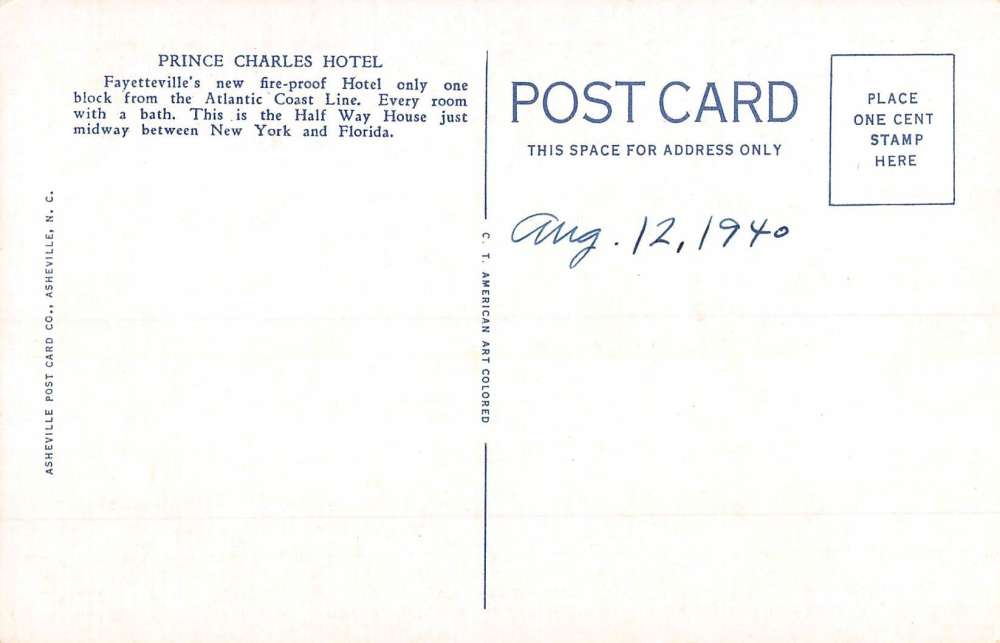 PRINCE CHARLES HOTEL
Fayetteville's new fire-proof Hotel only one
block from the Atlantic Coast Line. Every room
with a bath. This is the Half Way House just
midway between New York and Florida.
ASHEVILLE POST CARD CO., ASHEVILLE, N. C.
C. T. AMERICAN ART COLORED
POST CARD
THIS SPACE FOR ADDRESS ONLY
PLACE
ONE CENT
STAMP
HERE
Aug. 12, 1940